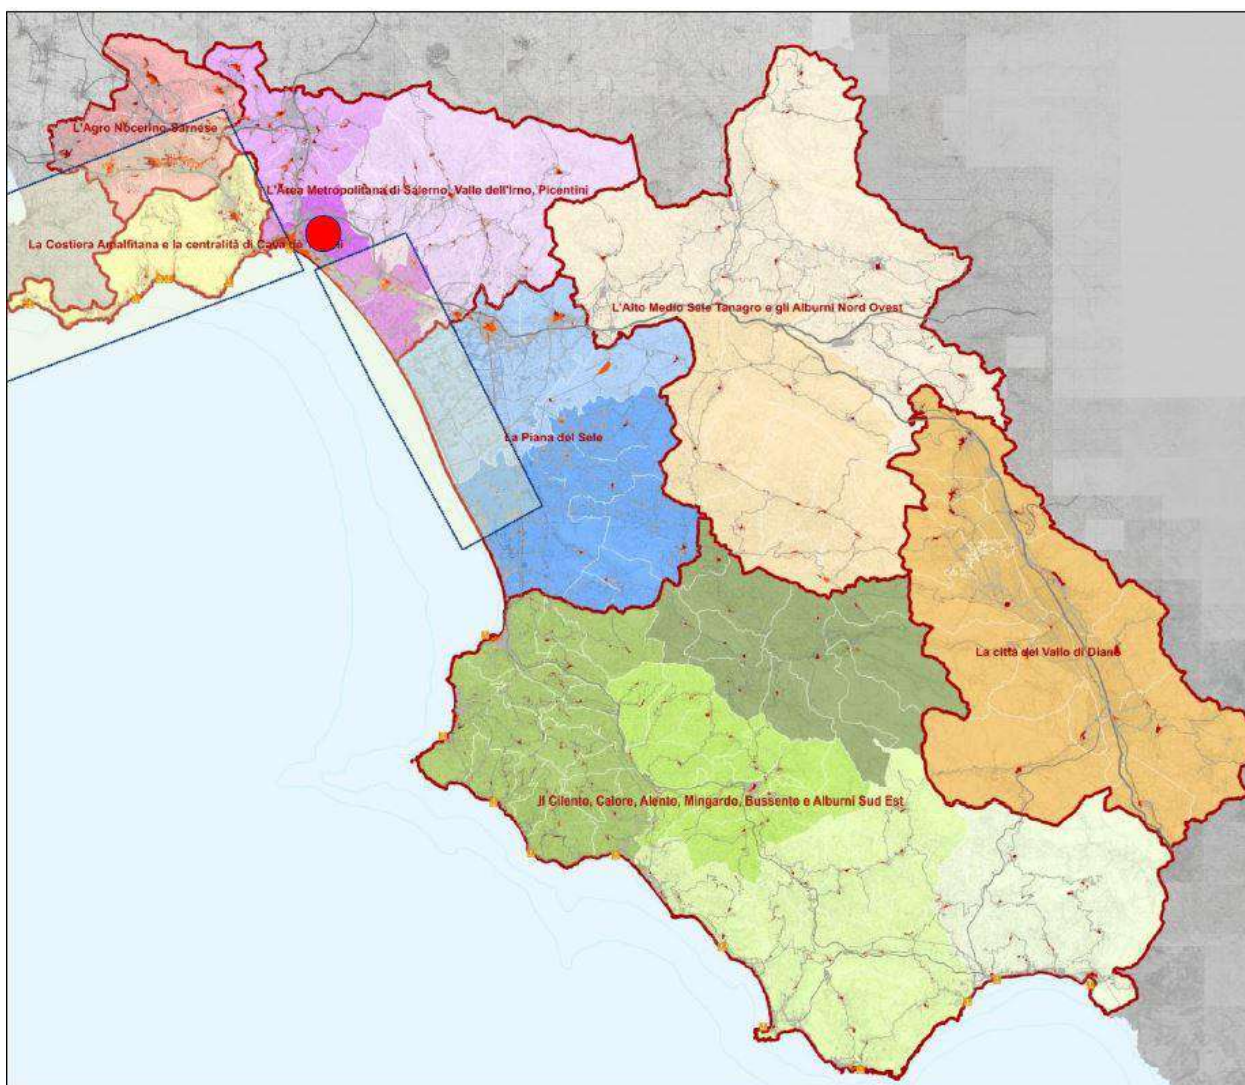 L'Agro Nocerino Sarnese
L'Area Metropolitana di Salerno, Valle dell'Irno, Picentini
La Costiera Amalfitana e la centralità di Cava de'
L'Alto Medio Sele Tanagro e gli Alburni Nord Ovest
La Piana del Sele
La città del Vallo di Diano
Il Cilento, Calore, Alento, Mingardo, Bussento e Alburni Sud Est